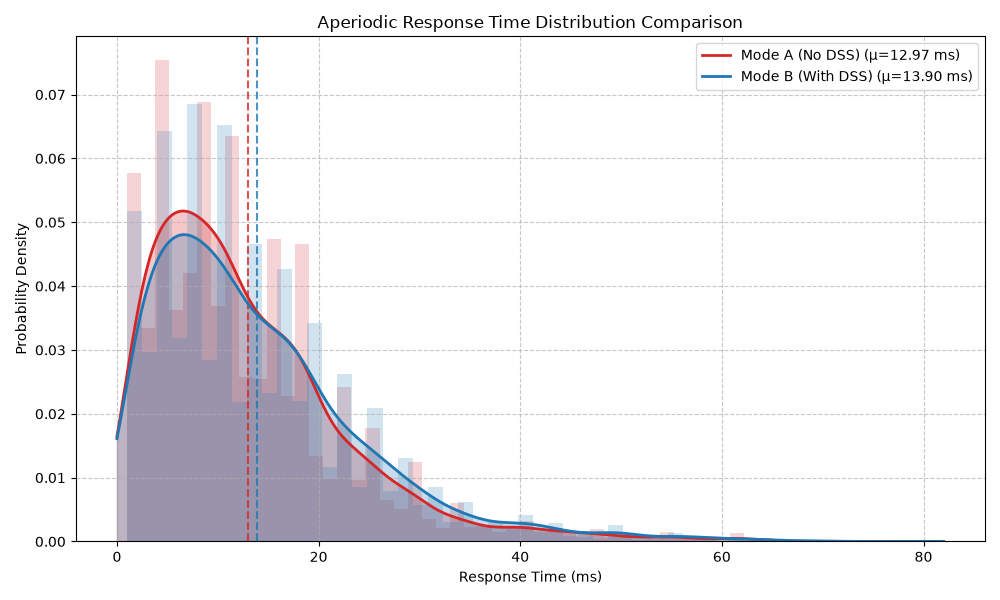 Aperiodic Response Time Distribution Comparison
Mode A (No DSS) (μ=12.97 ms)
Mode B (With DSS) (μ=13.90 ms)
Probability Density
0.07
0.06
0.05
0.04
0.03
0.02
0.01
0.00
0
20
40
60
80
Response Time (ms)